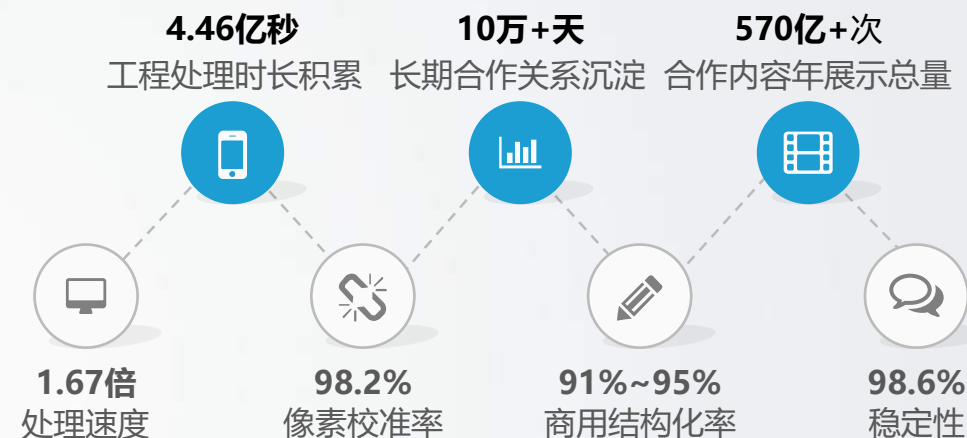 4.46亿秒
工程处理时长积累
10万+天
长期合作关系沉淀
570亿+次
合作内容年展示总量
1.67倍
处理速度
98.2%
像素校准率
91%~95%
商用结构化率
98.6%
稳定性